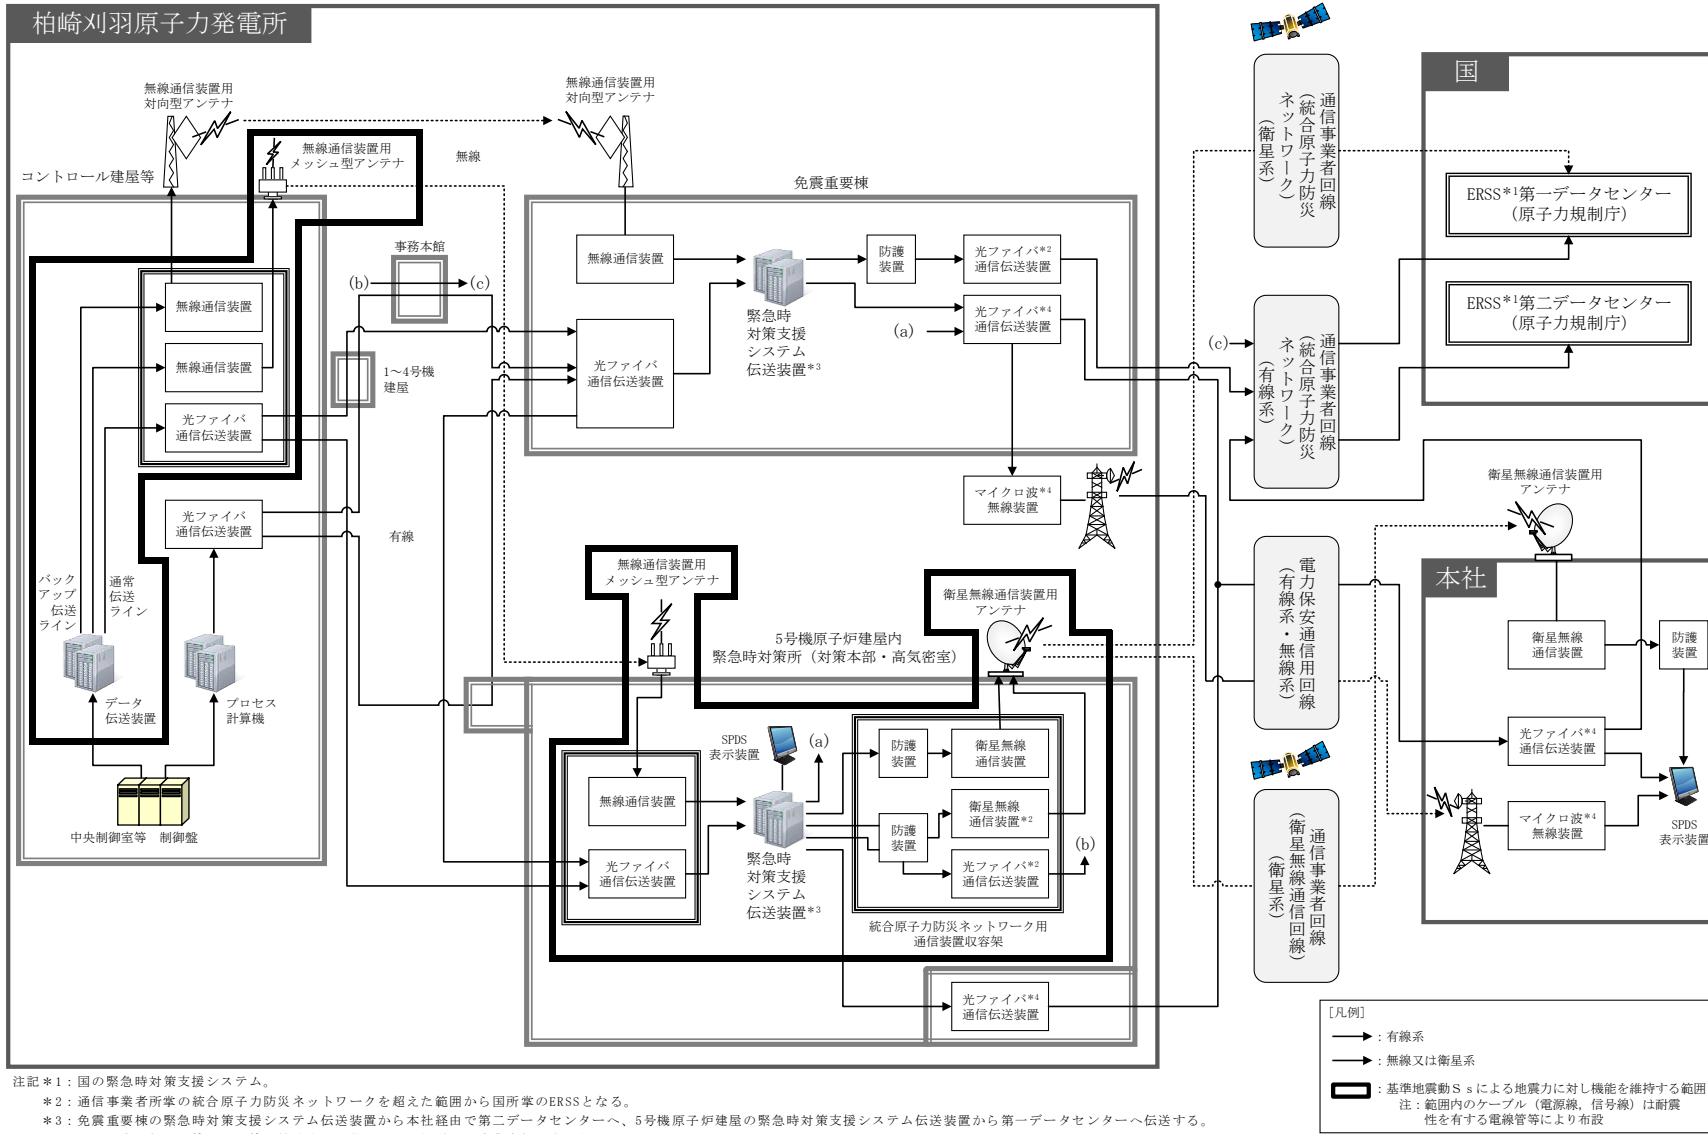 柏崎刈羽原子力発電所
無線通信装置用
対向型アンテナ
無線通信装置用
対向型アンテナ
無線通信装置用
メッシュ型アンテナ
無線
コントロール建屋等
免震重要棟
事務本館
(b)
(c)
無線通信装置
無線通信装置
光ファイバ
通信伝送装置
光ファイバ
通信伝送装置
1～4号機
建屋
有線
バック
アップ
伝送
ライン
通常
伝送
ライン
データ
伝送装置
プロセス
計算機
中央制御室等 制御盤
無線通信装置
光ファイバ
通信伝送装置
緊急時
対策支援
システム
伝送装置*3
防護
装置
光ファイバ*2
通信伝送装置
(a)
光ファイバ*4
通信伝送装置
マイクロ波*4
無線装置
無線通信装置用
メッシュ型アンテナ
衛星無線通信装置用
アンテナ
5号機原子炉建屋内
緊急時対策所（対策本部・高気密室）
SPDS
表示装置
(a)
無線通信装置
光ファイバ
通信伝送装置
緊急時
対策支援
システム
伝送装置*3
防護
装置
衛星無線
通信装置
防護
装置
衛星無線
通信装置*2
光ファイバ*2
通信伝送装置
(b)
統合原子力防災ネットワーク用
通信装置収容架
光ファイバ*4
通信伝送装置
通信事業者回線
（統合原子力防災
ネットワーク）
（衛星系）
(c)
通信事業者回線
（統合原子力防災
ネットワーク）
（有線系）
電力保安通信用回線
（有線系・無線系）
通信事業者回線
（衛星無線通信回線）
（衛星系）
国
ERSS*1第一データセンター
（原子力規制庁）
ERSS*1第二データセンター
（原子力規制庁）
衛星無線通信装置用
アンテナ
本社
衛星無線
通信装置
防護
装置
光ファイバ*4
通信伝送装置
マイクロ波*4
無線装置
SPDS
表示装置
［凡例］
：有線系
：無線又は衛星系
：基準地震動Ｓｓによる地震力に対し機能を維持する範囲
注：範囲内のケーブル（電源線，信号線）は耐震
性を有する電線管等により布設
注記＊1：国の緊急時対策支援システム。
＊2：通信事業者所掌の統合原子力防災ネットワークを超えた範囲から国所掌のERSSとなる。
＊3：免震重要棟の緊急時対策支援システム伝送装置から本社経由で第二データセンターへ、5号機原子炉建屋の緊急時対策支援システム伝送装置から第一データセンターへ伝送する。